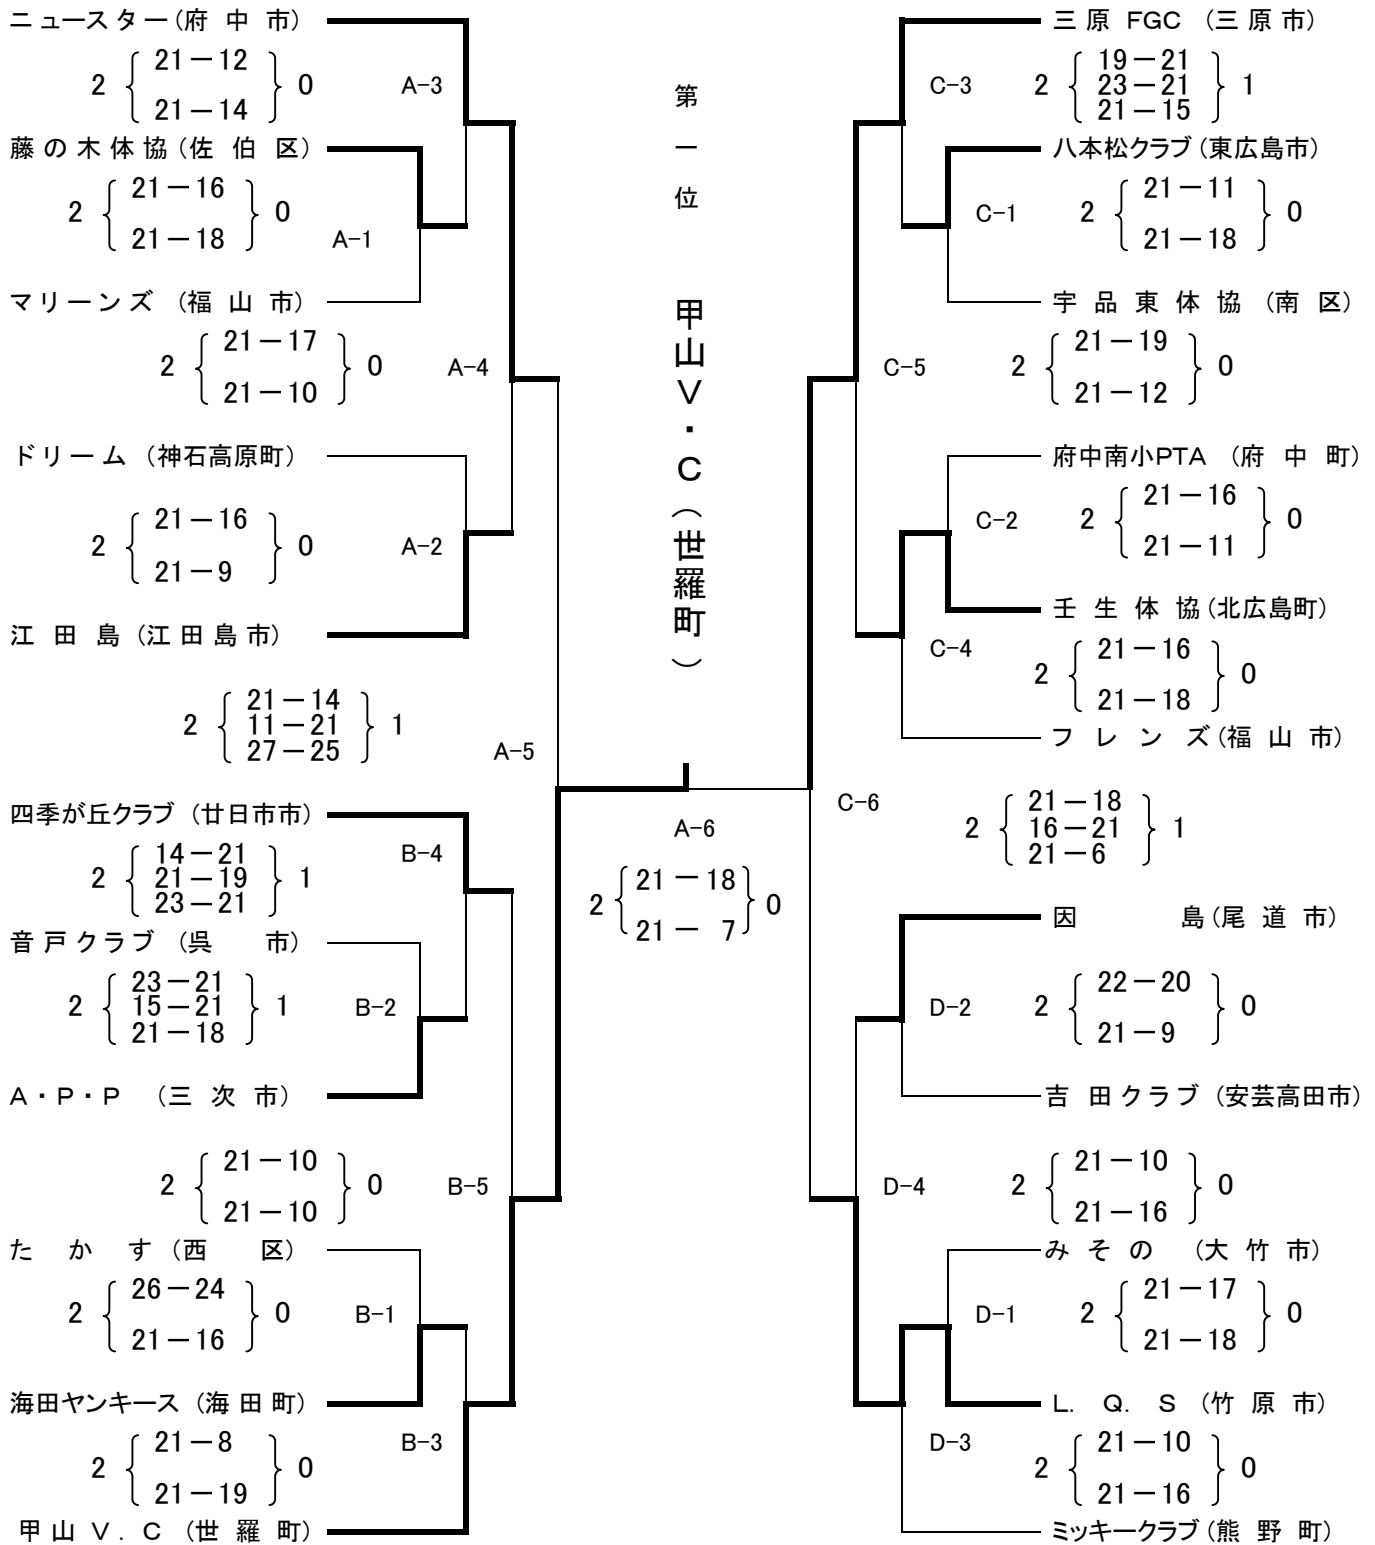 ニュースター(府中市)
2 21－12 0
21－14
A-3
藤の木体協(佐伯区)
2 21－16 0
21－18
A-1
マリーンズ (福山市)
2 21－17 0
21－10
A-4
ドリーム (神石高原町)
2 21－16 0
21－9
A-2
江田島 (江田島市)
2 21－14 1
11－21
27－25
A-5
四季が丘クラブ (廿日市市)
2 14－21 1
21－19
23－21
B-4
音戸クラブ (呉市)
2 23－21 1
15－21
21－18
B-2
A・P・P (三次市)
2 21－10 0
21－10
B-5
たかす (西区)
2 26－24 0
21－16
B-1
海田ヤンキース (海田町)
2 21－8 0
21－19
B-3
甲山V.C (世羅町)
第一位
甲山V・C(世羅町)
A-6
2 21－18 0
21－7
三原FGC (三原市)
C-3
2 19－21 1
23－21
21－15
八本松クラブ(東広島市)
C-1
2 21－11 0
21－18
宇品東体協 (南区)
C-5
2 21－19 0
21－12
府中南小PTA (府中町)
C-2
2 21－16 0
21－11
壬生体協(北広島町)
C-4
2 21－16 0
21－18
フレンズ(福山市)
C-6
2 21－18 1
16－21
21－6
因島(尾道市)
D-2
2 22－20 0
21－9
吉田クラブ (安芸高田市)
D-4
2 21－10 0
21－16
みその (大竹市)
D-1
2 21－17 0
21－18
L.Q.S (竹原市)
D-3
2 21－10 0
21－16
ミッキークラブ(熊野町)